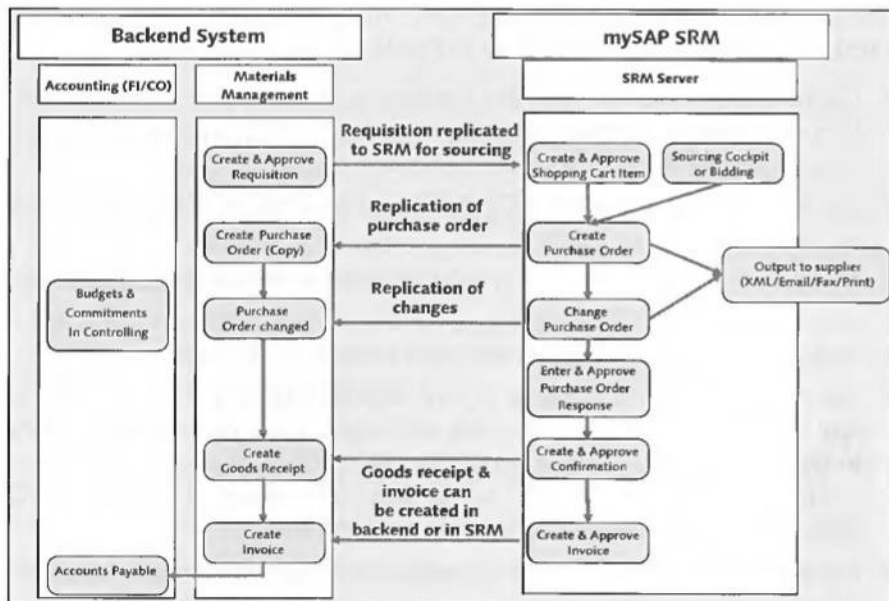 Backend System
mySAP SRM
Accounting (FI/CO)
Materials
Management
SRM Server
Requisition replicated
to SRM for sourcing
Create & Approve
Requisition
Create & Approve
Shopping Cart Item
Sourcing Cockpit
or Bidding
Replication of
purchase order
Create Purchase
Order (Copy)
Create
Purchase Order
Output to supplier
(XML/Email/Fax/Print)
Budgets &
Commitments
In Controlling
Replication of
changes
Purchase
Order changed
Change
Purchase Order
Enter & Approve
Purchase Order
Response
Create
Goods Receipt
Create & Approve
Confirmation
Goods receipt &
invoice can
be created in
backend or in SRM
Create
Invoice
Create & Approve
Invoice
Accounts Payable